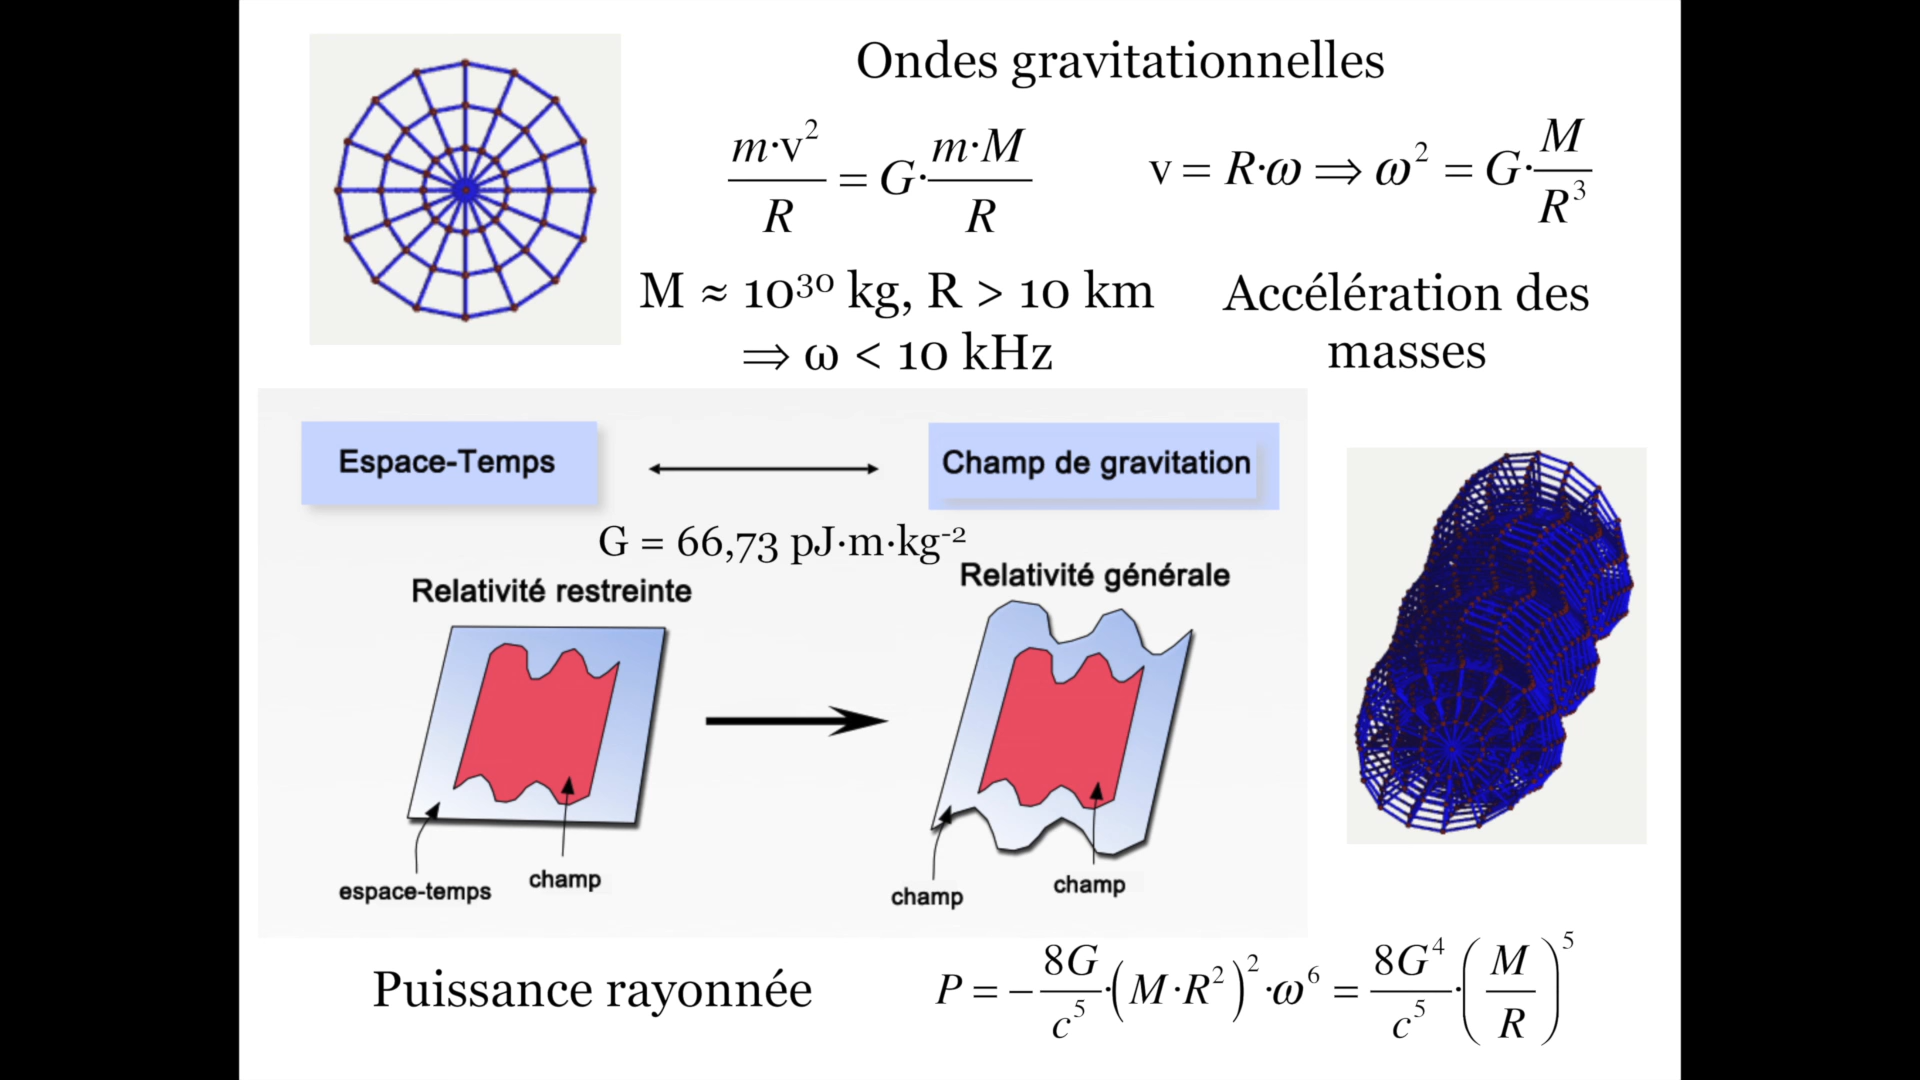 Ondes gravitationnelles
m·v²/R = G·m·M/R
v = R·ω ⟹ ω² = G·M/R³
M ≈ 10³⁰ kg, R > 10 km
⟹ ω < 10 kHz
Accélération des
masses
Espace-Temps
Champ de gravitation
G = 66,73 pJ·m·kg⁻²
Relativité restreinte
Relativité générale
espace-temps
champ
champ
champ
Puissance rayonnée
P = −8G/c⁵·(M·R²)²·ω⁶ = 8G⁴/c⁵·(M/R)⁵